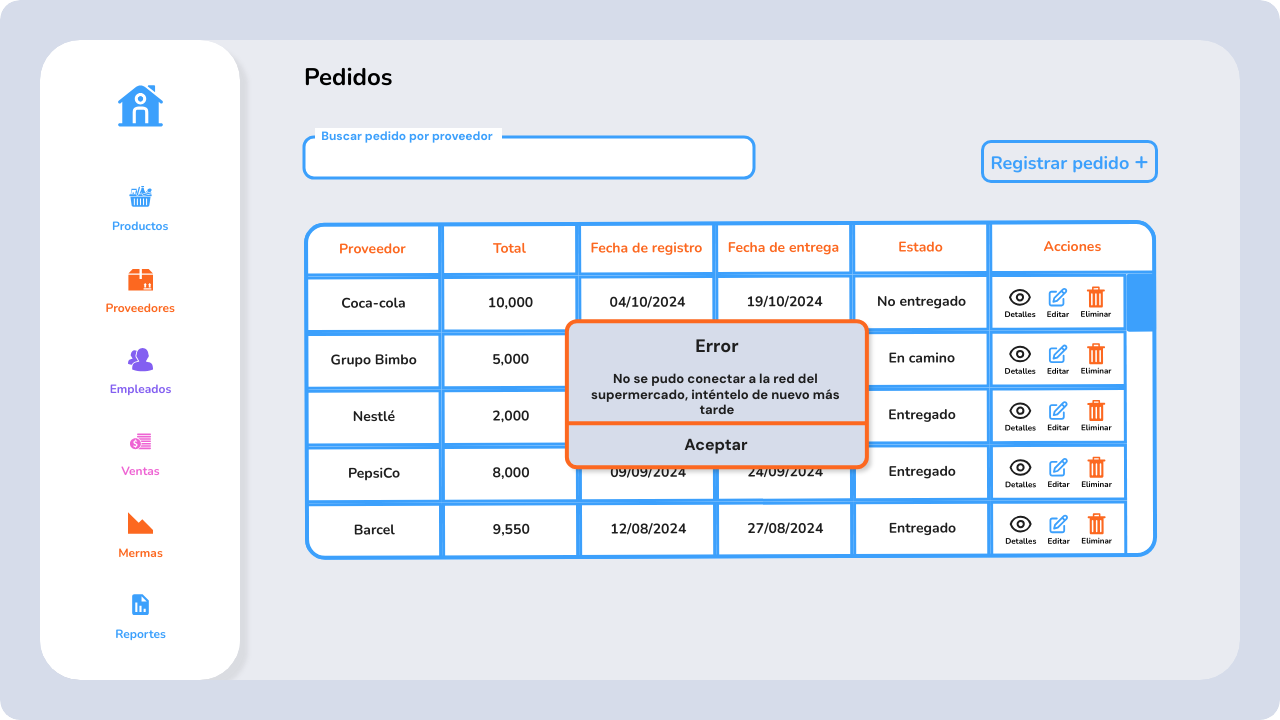 Pedidos
Buscar pedido por proveedor
Registrar pedido +
Productos
Proveedores
Empleados
Ventas
Mermas
Reportes
Proveedor Total Fecha de registro Fecha de entrega Estado Acciones
Coca-cola 10,000 04/10/2024 19/10/2024 No entregado Detalles Editar Eliminar
Grupo Bimbo 5,000 En camino Detalles Editar Eliminar
Nestlé 2,000 Entregado Detalles Editar Eliminar
PepsiCo 8,000 09/09/2024 24/09/2024 Entregado Detalles Editar Eliminar
Barcel 9,550 12/08/2024 27/08/2024 Entregado Detalles Editar Eliminar
Error
No se pudo conectar a la red del
supermercado, inténtelo de nuevo más
tarde
Aceptar